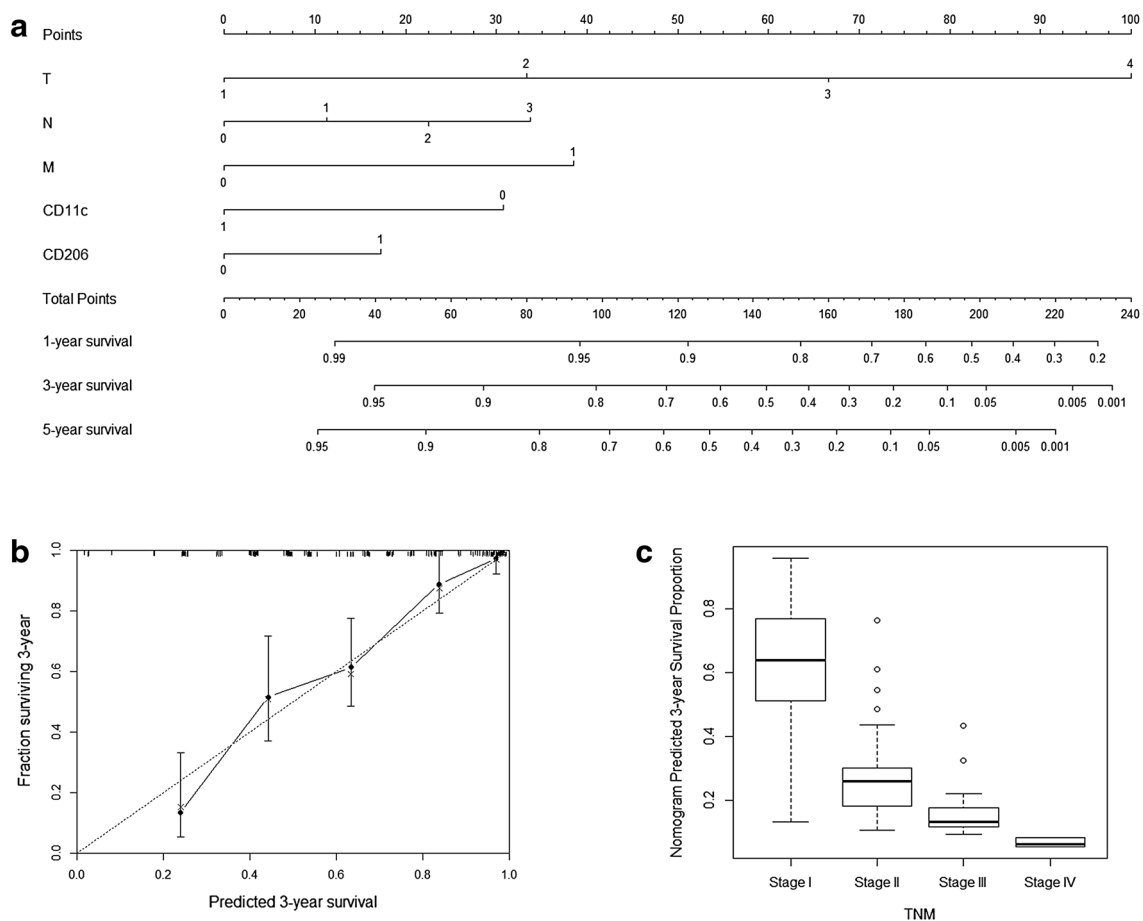 a
Points 0 10 20 30 40 50 60 70 80 90 100
T 1 2 3 4
N 0 1 2 3
M 0 1
CD11c 1 0
CD206 0 1
Total Points 0 20 40 60 80 100 120 140 160 180 200 220 240
1-year survival 0.99 0.95 0.9 0.8 0.7 0.6 0.5 0.4 0.3 0.2
3-year survival 0.95 0.9 0.8 0.7 0.6 0.5 0.4 0.3 0.2 0.1 0.05 0.005 0.001
5-year survival 0.95 0.9 0.8 0.7 0.6 0.5 0.4 0.3 0.2 0.1 0.05 0.005 0.001
b
Fraction surviving 3-year
1.0
0.8
0.6
0.4
0.2
0.0
0.0 0.2 0.4 0.6 0.8 1.0
Predicted 3-year survival
c
Nomogram Predicted 3-year Survival Proportion
0.8
0.6
0.4
0.2
Stage I Stage II Stage III Stage IV
TNM